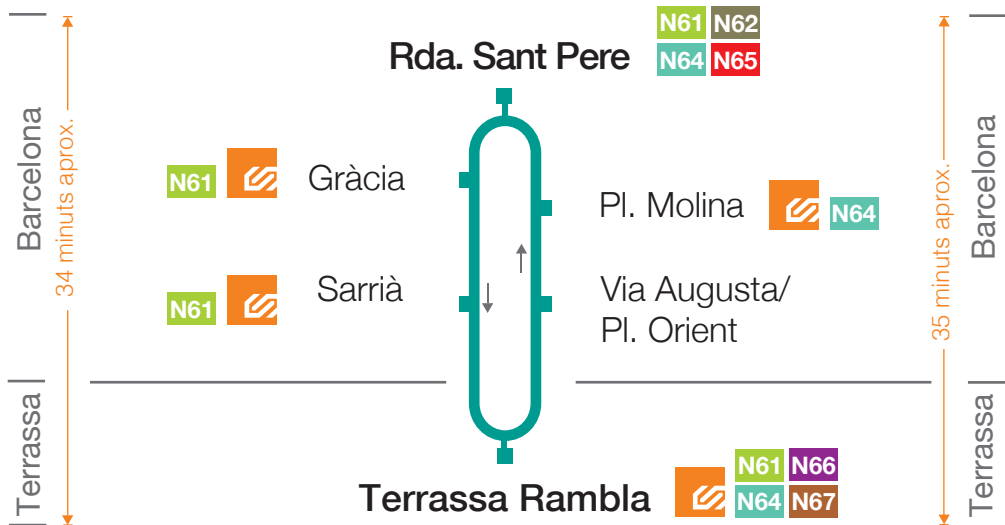 N61 N62
Rda. Sant Pere
N64 N65
Barcelona
34 minuts aprox.
N61
Gràcia
Pl. Molina
N64
N61
Sarrià
Via Augusta/
Pl. Orient
35 minuts aprox.
Barcelona
Terrassa
Terrassa Rambla
N61 N66
N64 N67
Terrassa